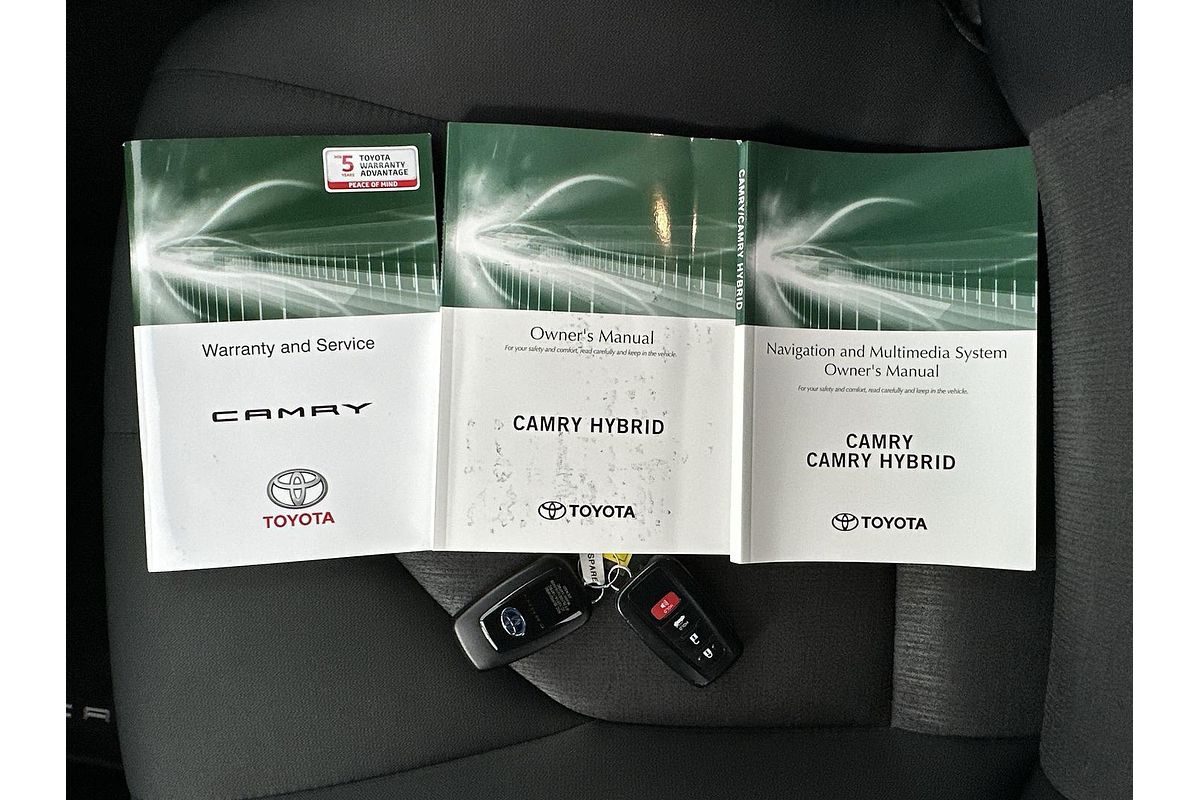 5
YEARS
TOYOTA
WARRANTY
ADVANTAGE
PEACE OF MIND
Warranty and Service
CAMRY
TOYOTA
Owner's Manual
For your safety and comfort, read carefully and keep in the vehicle.
CAMRY HYBRID
TOYOTA
CAMRY/CAMRY HYBRID
Navigation and Multimedia System
Owner's Manual
For your safety and comfort, read carefully and keep in the vehicle.
CAMRY
CAMRY HYBRID
TOYOTA
SPARE